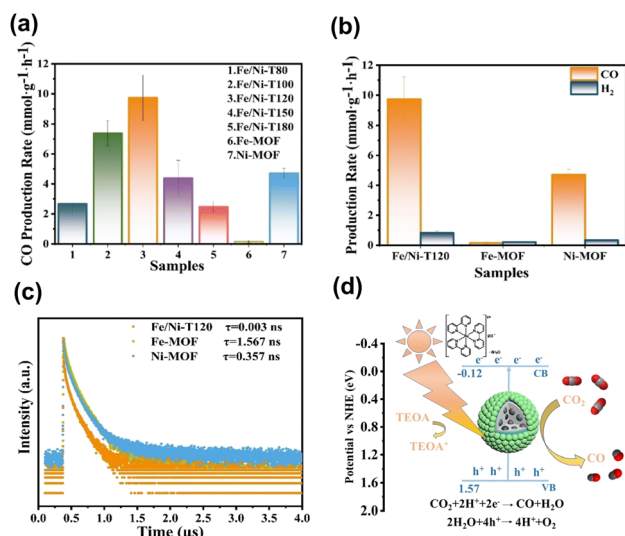 (a)
CO Production Rate (mmol·g⁻¹·h⁻¹)
12
10
8
6
4
2
0
1.Fe/Ni-T80
2.Fe/Ni-T100
3.Fe/Ni-T120
4.Fe/Ni-T150
5.Fe/Ni-T180
6.Fe-MOF
7.Ni-MOF
1 2 3 4 5 6 7
Samples
(b)
Production Rate (mmol·g⁻¹·h⁻¹)
12
10
8
6
4
2
0
CO
H₂
Fe/Ni-T120 Fe-MOF Ni-MOF
Samples
(c)
Intensity (a.u.)
Fe/Ni-T120 τ=0.003 ns
Fe-MOF τ=1.567 ns
Ni-MOF τ=0.357 ns
0.0 0.5 1.0 1.5 2.0 2.5 3.0 3.5 4.0
Time (μs)
(d)
Potential vs NHE (eV)
-0.4
0.0
0.4
0.8
1.2
1.6
2.0
e⁻ e⁻ e⁻ e⁻
-0.12 CB
TEOA
TEOA⁺
CO₂
CO
h⁺ h⁺ h⁺ h⁺
1.57 VB
CO₂+2H⁺+2e⁻→CO+H₂O
2H₂O+4h⁺→4H⁺+O₂